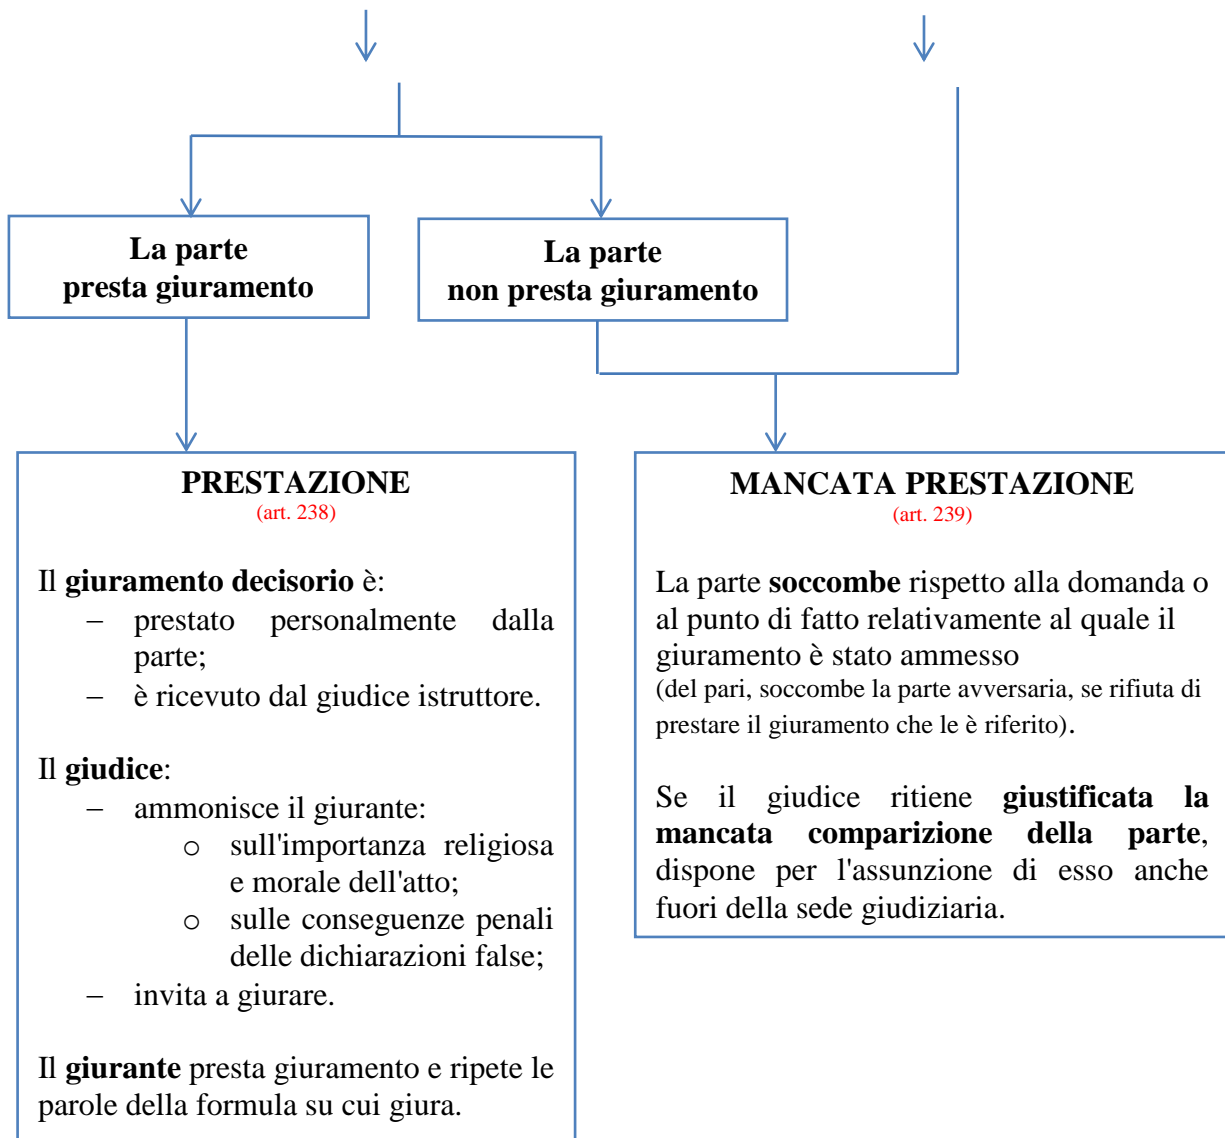 La parte
presta giuramento
La parte
non presta giuramento
PRESTAZIONE
(art. 238)
Il giuramento decisorio è:
− prestato personalmente dalla
parte;
− è ricevuto dal giudice istruttore.
Il giudice:
− ammonisce il giurante:
o sull'importanza religiosa
e morale dell'atto;
o sulle conseguenze penali
delle dichiarazioni false;
− invita a giurare.
Il giurante presta giuramento e ripete le
parole della formula su cui giura.
MANCATA PRESTAZIONE
(art. 239)
La parte soccombe rispetto alla domanda o
al punto di fatto relativamente al quale il
giuramento è stato ammesso
(del pari, soccombe la parte avversaria, se rifiuta di
prestare il giuramento che le è riferito).
Se il giudice ritiene giustificata la
mancata comparizione della parte,
dispone per l'assunzione di esso anche
fuori della sede giudiziaria.